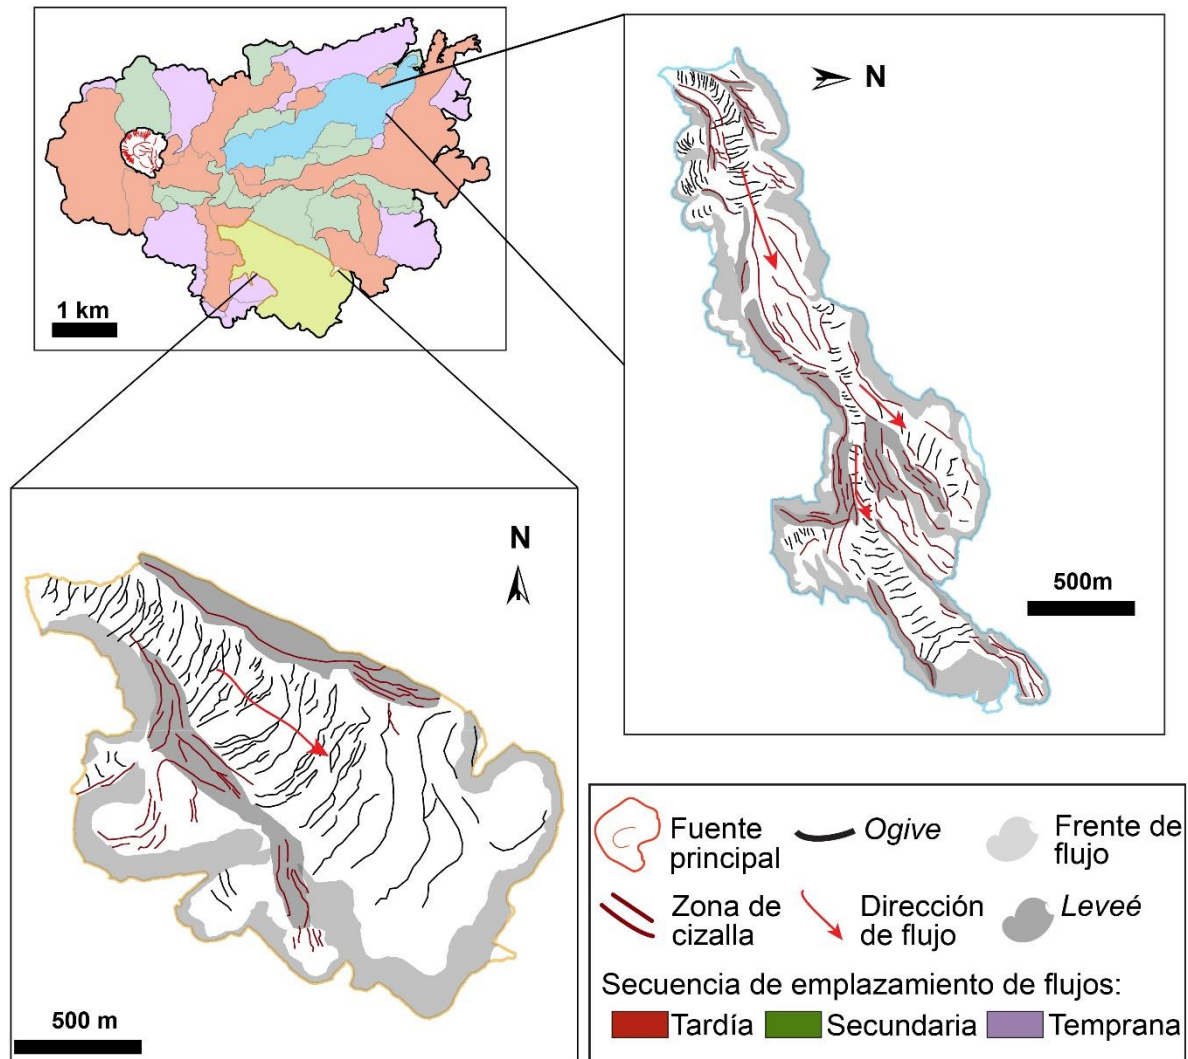 N
1 km
500m
N
500 m
Fuente
principal
Ogive
Frente de
flujo
Zona de
cizalla
Dirección
de flujo
Leveé
Secuencia de emplazamiento de flujos:
Tardía Secundaria Temprana